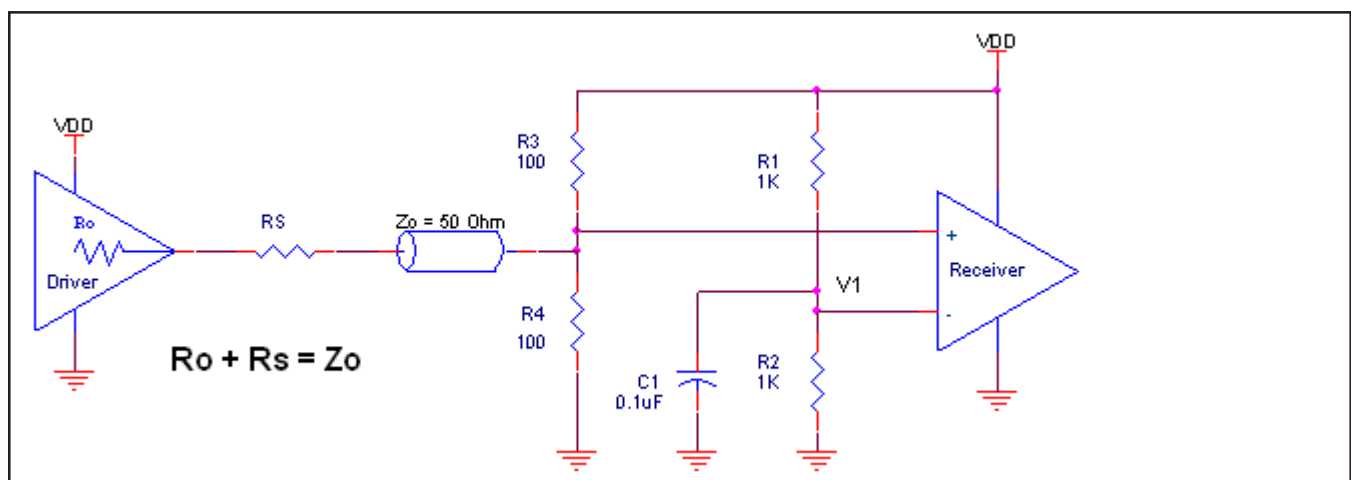 VDD
VDD
R3
100
R1
1K
Ro
RS
Zo = 50 Ohm
+
Receiver
Driver
V1
-
R4
100
Ro + Rs = Zo
C1
0.1uF
R2
1K